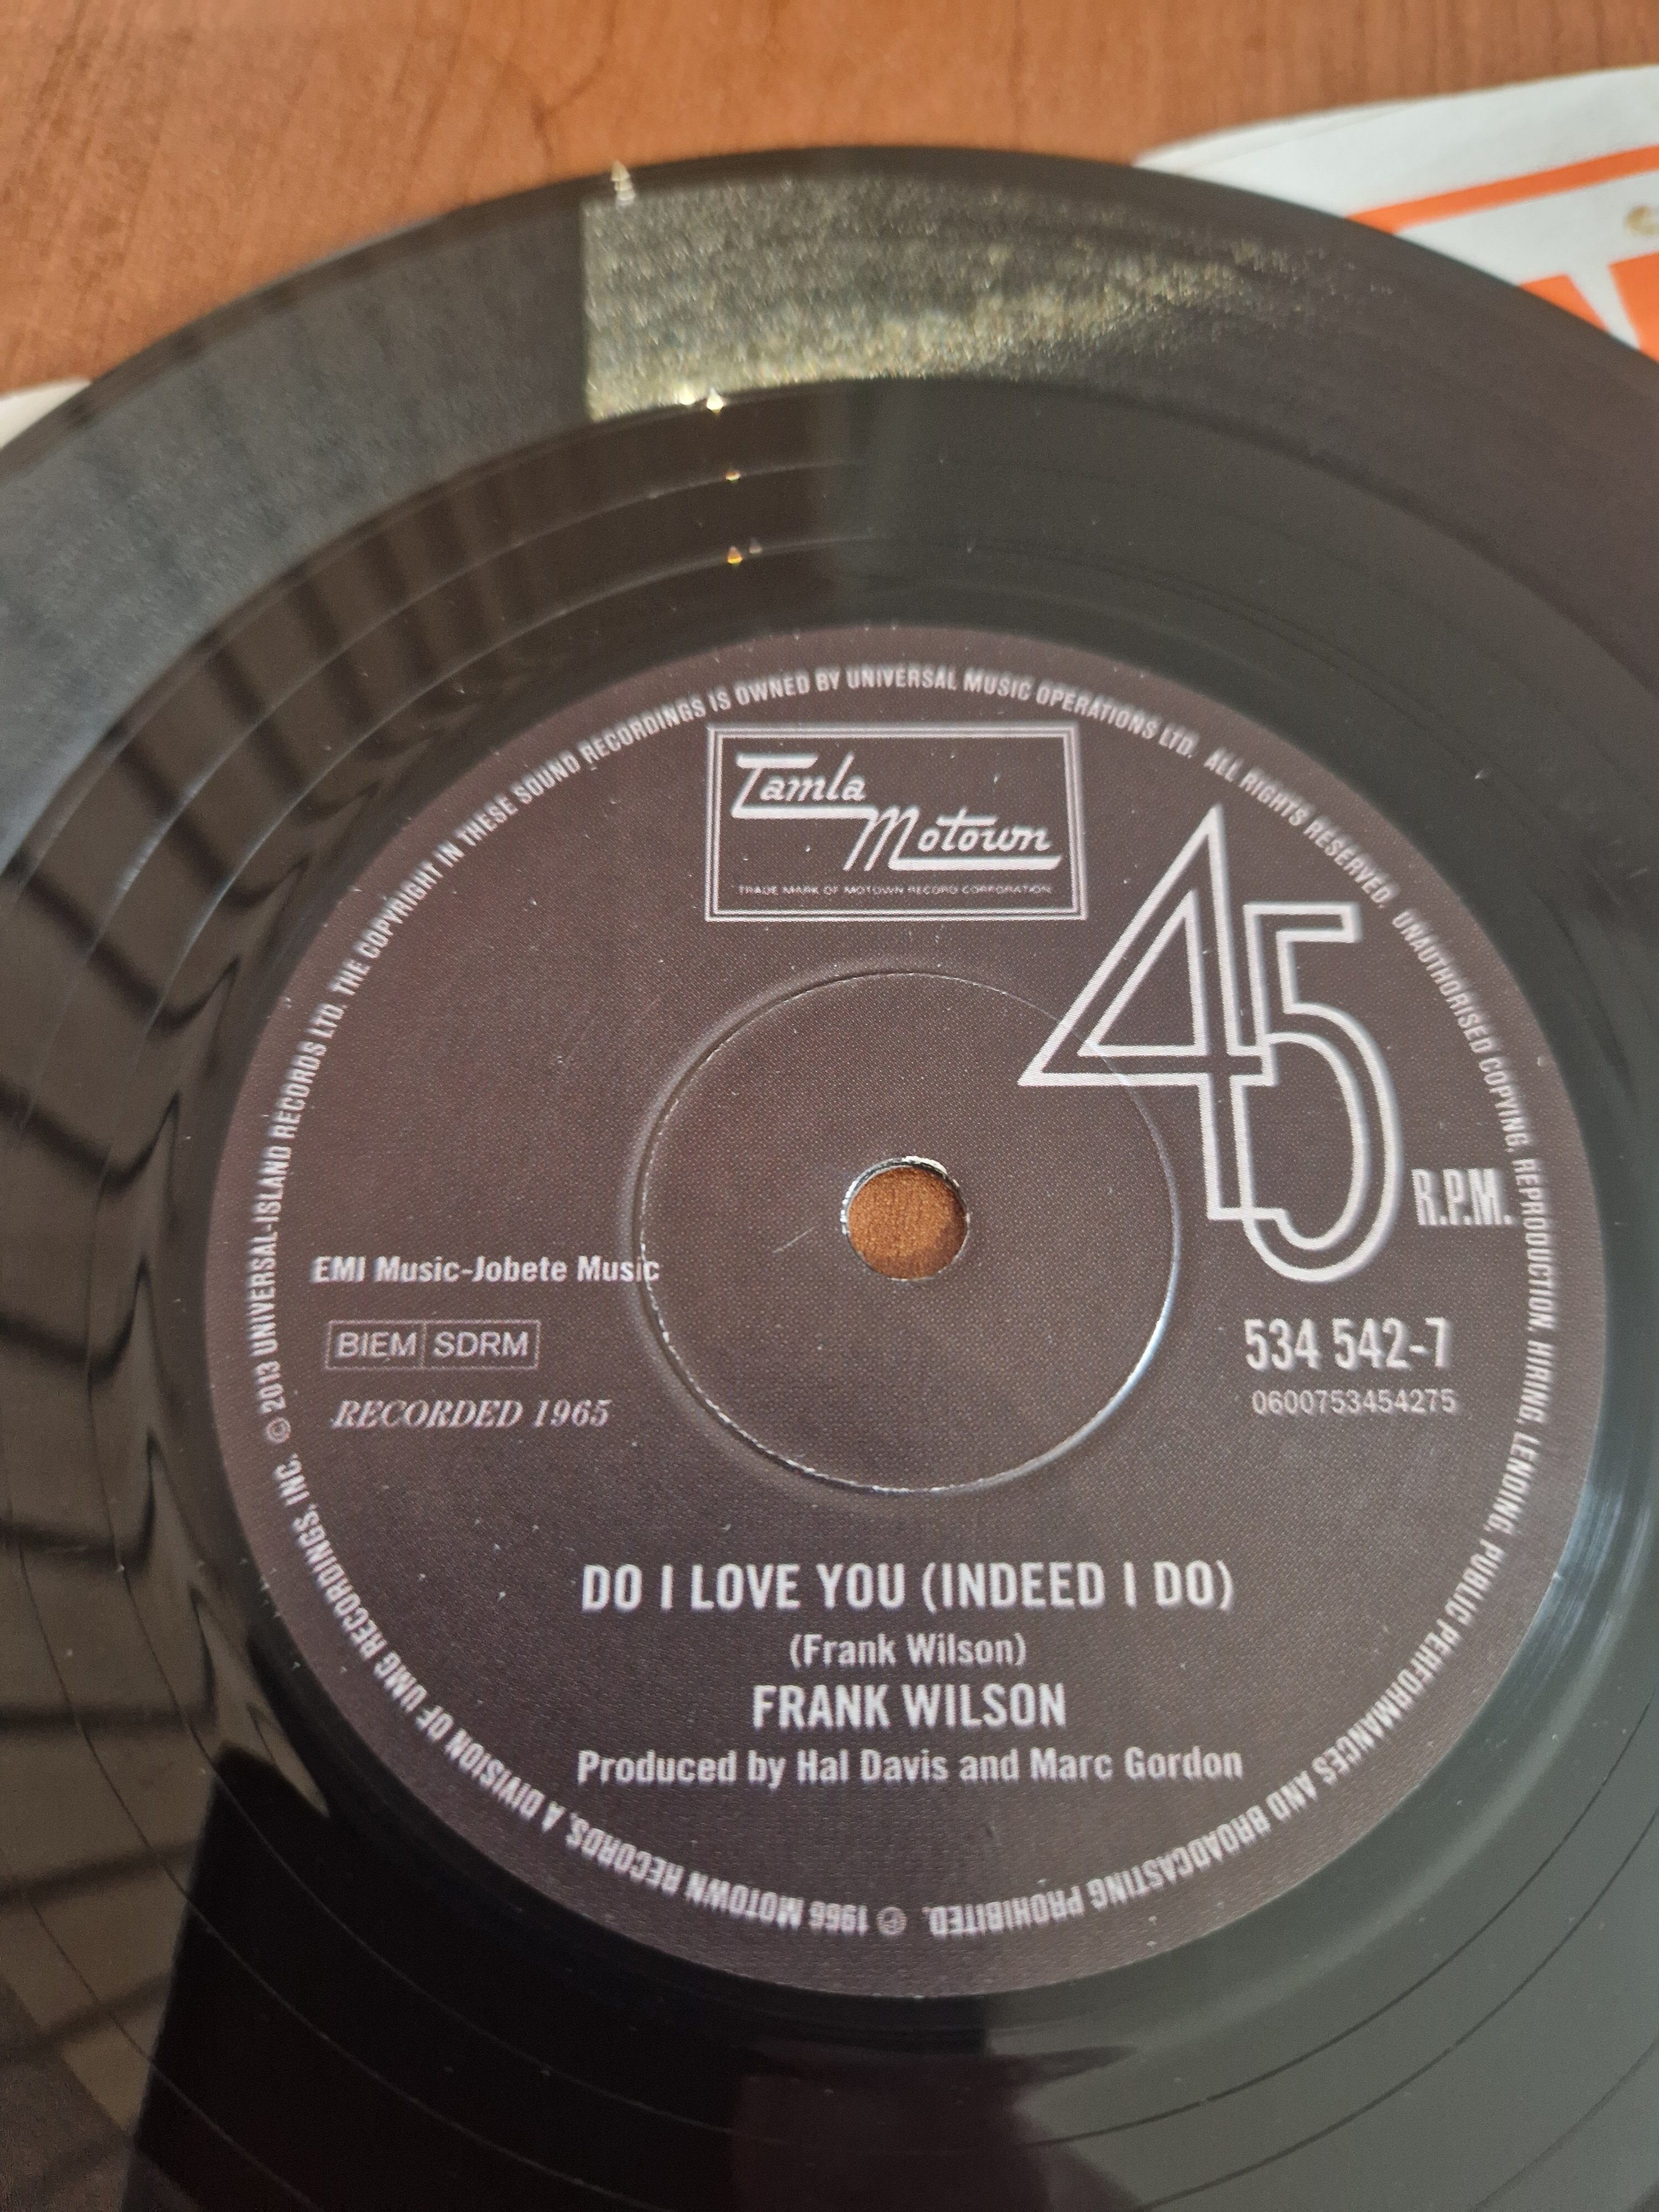 Tamla
Motown
TRADE MARK OF MOTOWN RECORD CORPORATION
45
R.P.M.
EMI Music-Jobete Music
BIEM SDRM
RECORDED 1965
534 542-7
0600753454275
DO I LOVE YOU (INDEED I DO)
(Frank Wilson)
FRANK WILSON
Produced by Hal Davis and Marc Gordon
℗ 1966 MOTOWN RECORDS, A DIVISION OF UMG RECORDINGS, INC. © 2013 UNIVERSAL-ISLAND RECORDS LTD. THE COPYRIGHT IN THESE SOUND RECORDINGS IS OWNED BY UNIVERSAL MUSIC OPERATIONS LTD. ALL RIGHTS RESERVED. UNAUTHORISED COPYING, REPRODUCTION, HIRING, LENDING, PUBLIC PERFORMANCES AND BROADCASTING PROHIBITED.